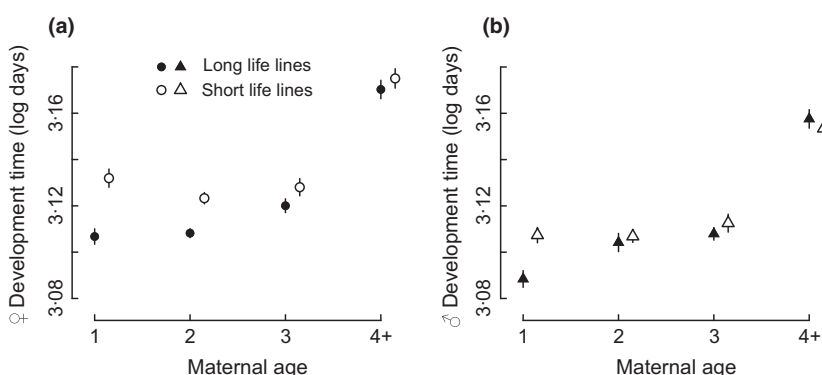 (a)
Long life lines
Short life lines
♀ Development time (log days)
3·16
3·12
3·08
1 2 3 4+
Maternal age
(b)
♂ Development time (log days)
3·16
3·12
3·08
1 2 3 4+
Maternal age